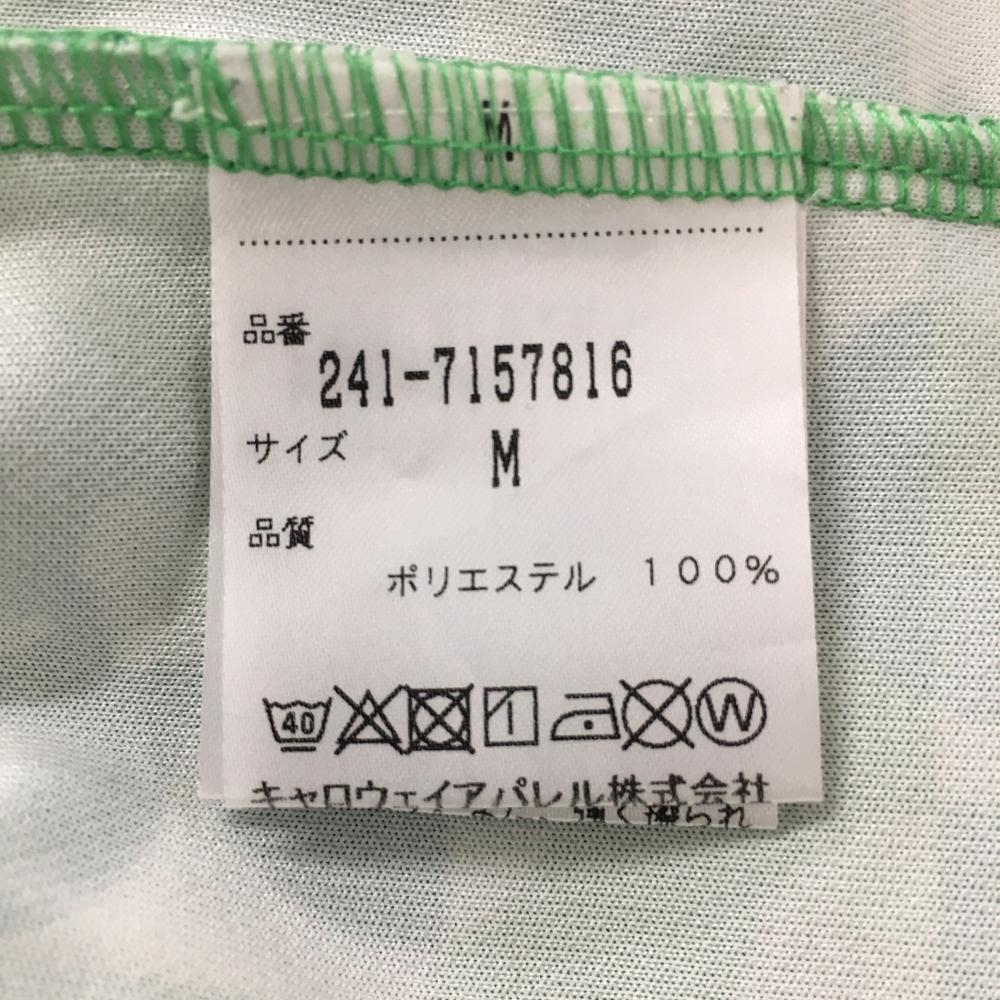 M
品番
241-7157816
サイズ M
品質
ポリエステル 100%
40 W
キャロウェイアパレル株式会社